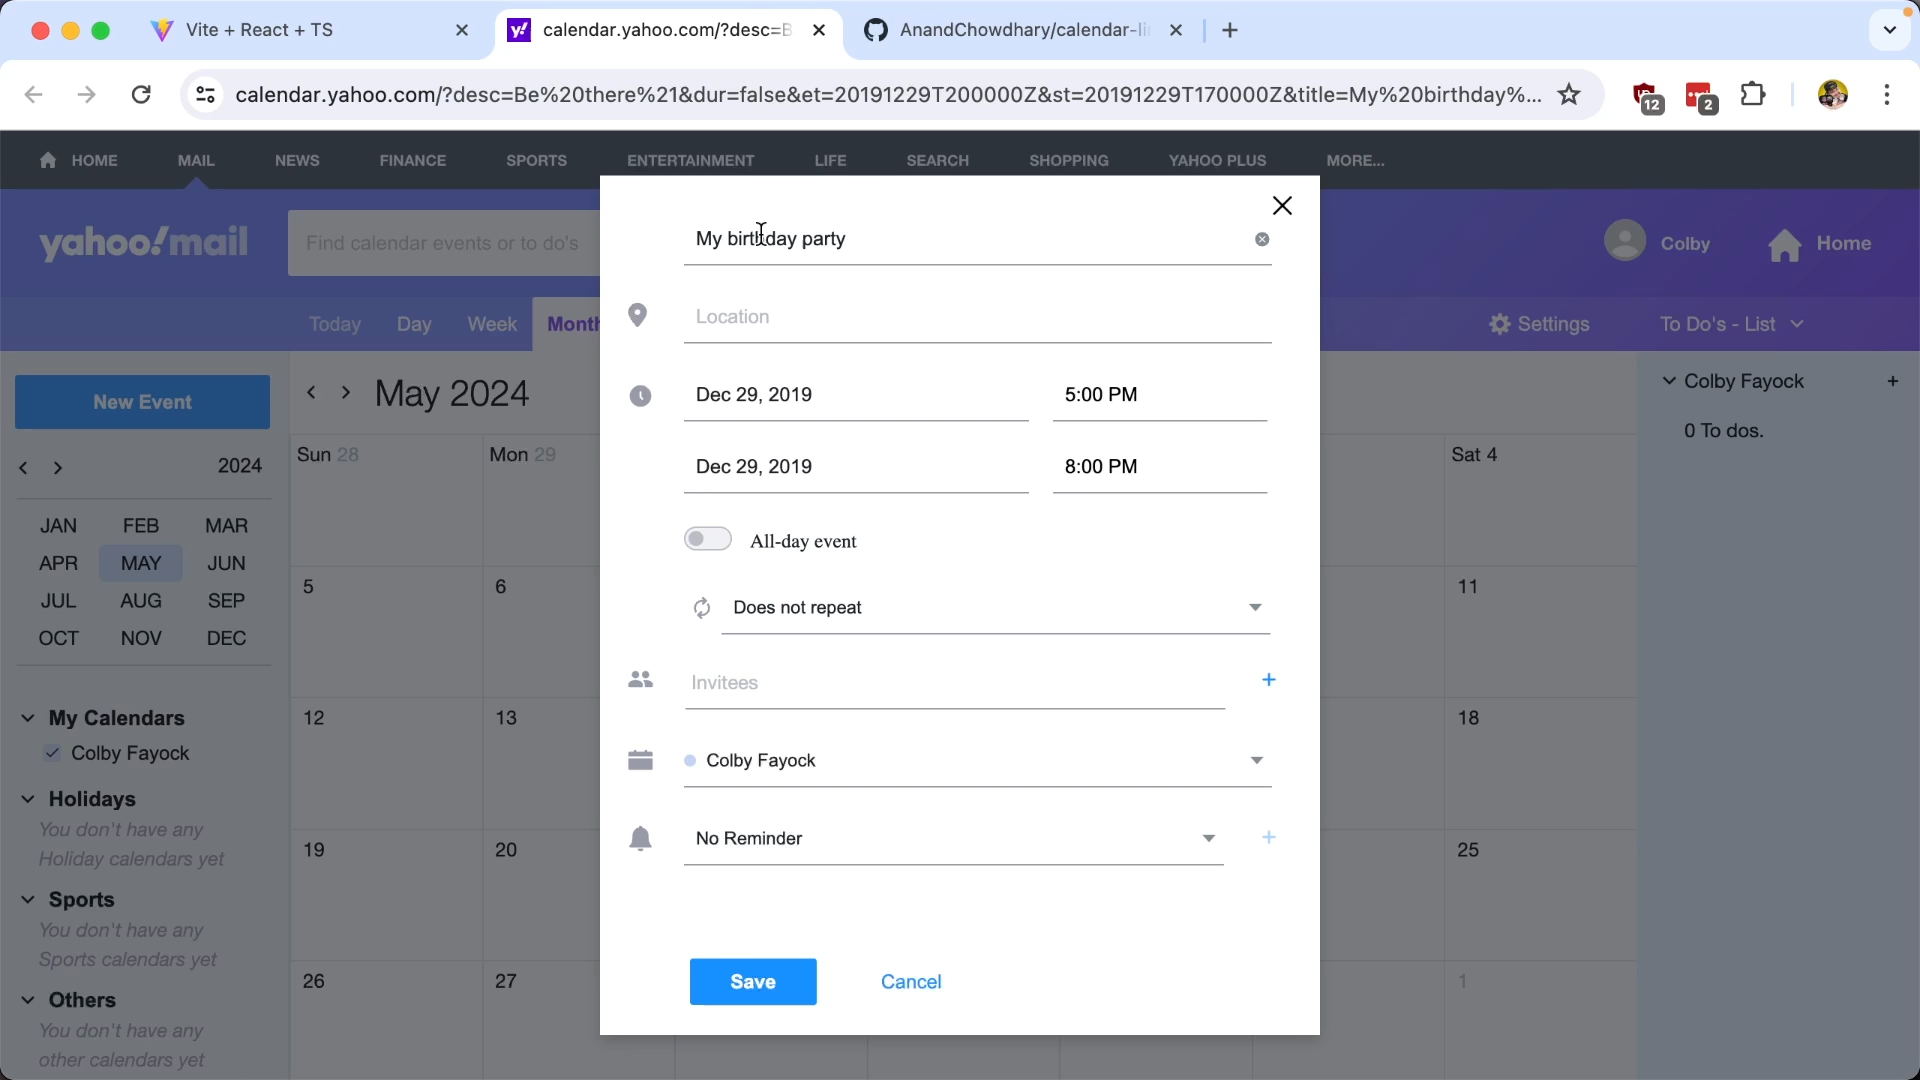 Vite + React + TS
calendar.yahoo.com/?desc=B
AnandChowdhary/calendar-li
calendar.yahoo.com/?desc=Be%20there%21&dur=false&et=20191229T200000Z&st=20191229T170000Z&title=My%20birthday%...
12
2
HOME
MAIL
NEWS
FINANCE
SPORTS
ENTERTAINMENT
LIFE
SEARCH
SHOPPING
YAHOO PLUS
MORE...
yahoo!mail
Find calendar events or to do's
Colby
Home
Today
Day
Week
Month
Settings
To Do's - List
New Event
2024
JAN FEB MAR
APR MAY JUN
JUL AUG SEP
OCT NOV DEC
My Calendars
Colby Fayock
Holidays
You don't have any
Holiday calendars yet
Sports
You don't have any
Sports calendars yet
Others
You don't have any
other calendars yet
May 2024
Sun 28
Mon 29
Sat 4
5
6
11
12
13
18
19
20
25
26
27
1
My birthday party
Location
Dec 29, 2019
5:00 PM
Dec 29, 2019
8:00 PM
All-day event
Does not repeat
Invitees
Colby Fayock
No Reminder
Save
Cancel
Colby Fayock
0 To dos.